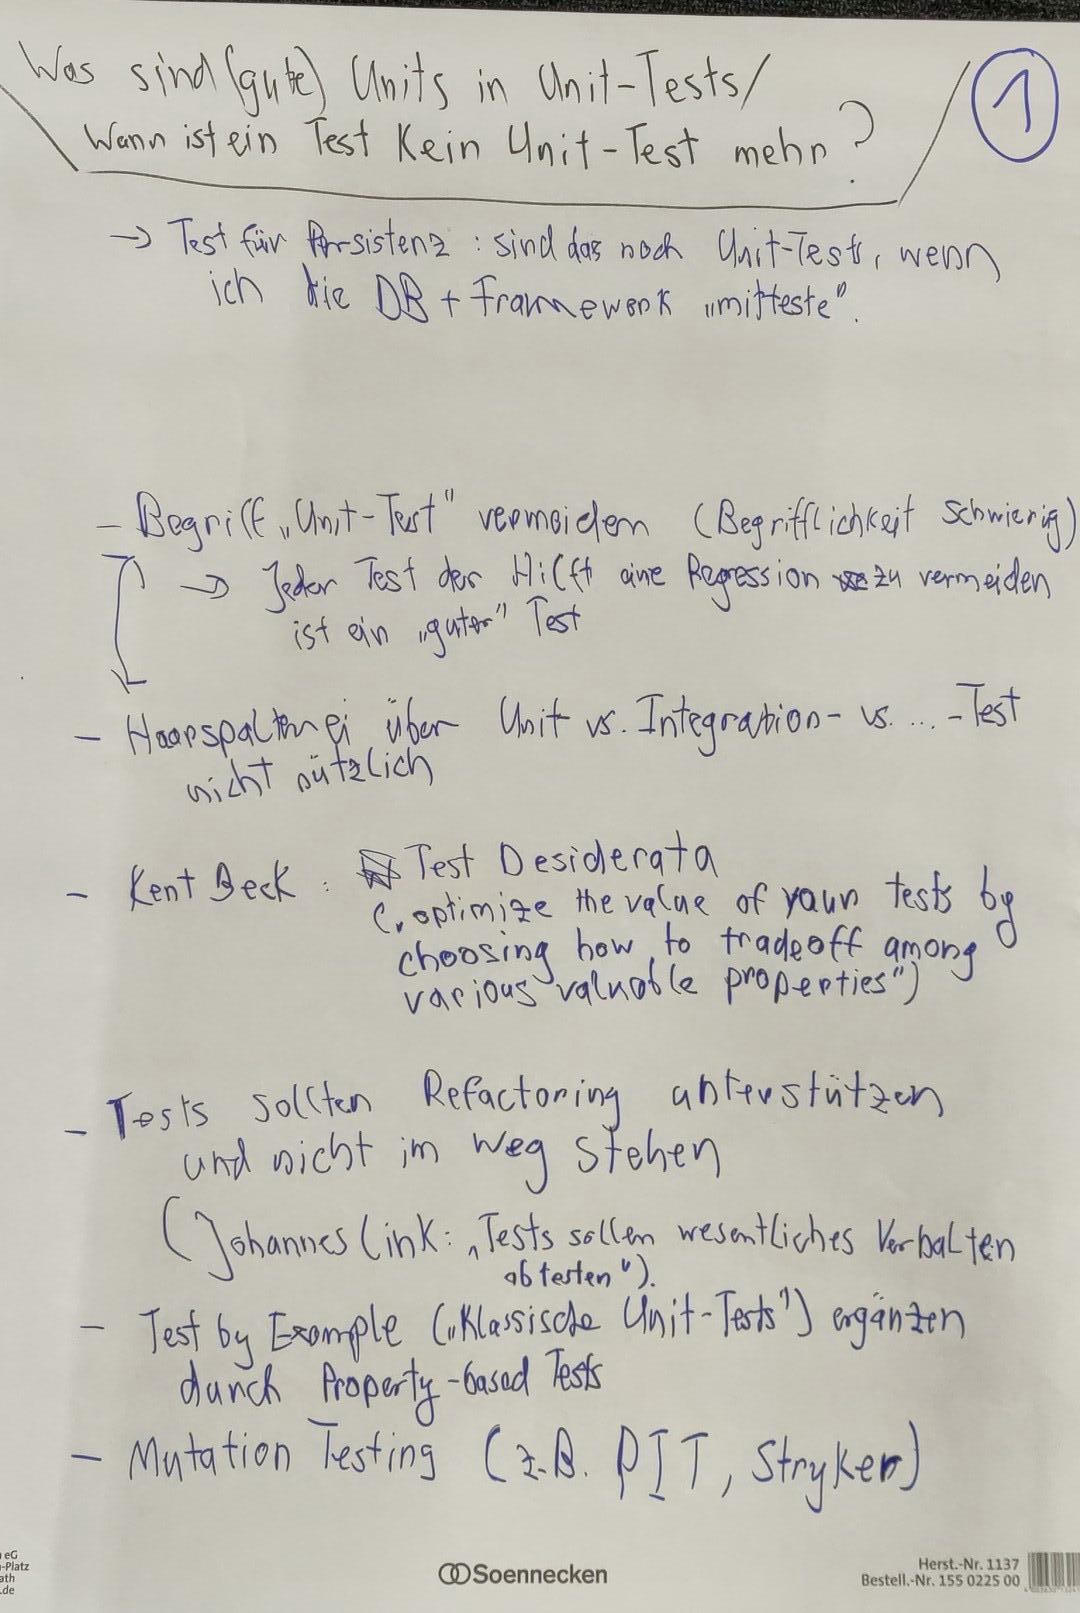 Was sind (gute) Units in Unit-Tests/
Wann ist ein Test kein Unit-Test mehr?
1
→ Test für Persistenz : sind das noch Unit-Tests, wenn
ich die DB + Framework „mitteste".
- Begriff „Unit-Test" vermeiden (Begrifflichkeit schwierig)
→ Jeder Test der Hilft eine Regression zu vermeiden
ist ein „guter" Test
- Haarspalterei über Unit vs. Integration- vs. ... -Test
nicht nützlich
- Kent Beck : Test Desiderata
(„optimize the value of your tests by
choosing how to tradeoff among
various valuable properties")
- Tests sollten Refactoring unterstützen
und nicht im Weg stehen
(Johannes Link: „Tests sollen wesentliches Verhalten
abtesten").
- Test by Example („Klassische Unit-Tests") ergänzen
durch Property-based Tests
- Mutation Testing (z.B. PIT, Stryker)
eG
-Platz
ath
.de
Soennecken
Herst.-Nr. 1137
Bestell.-Nr. 155 0225 00